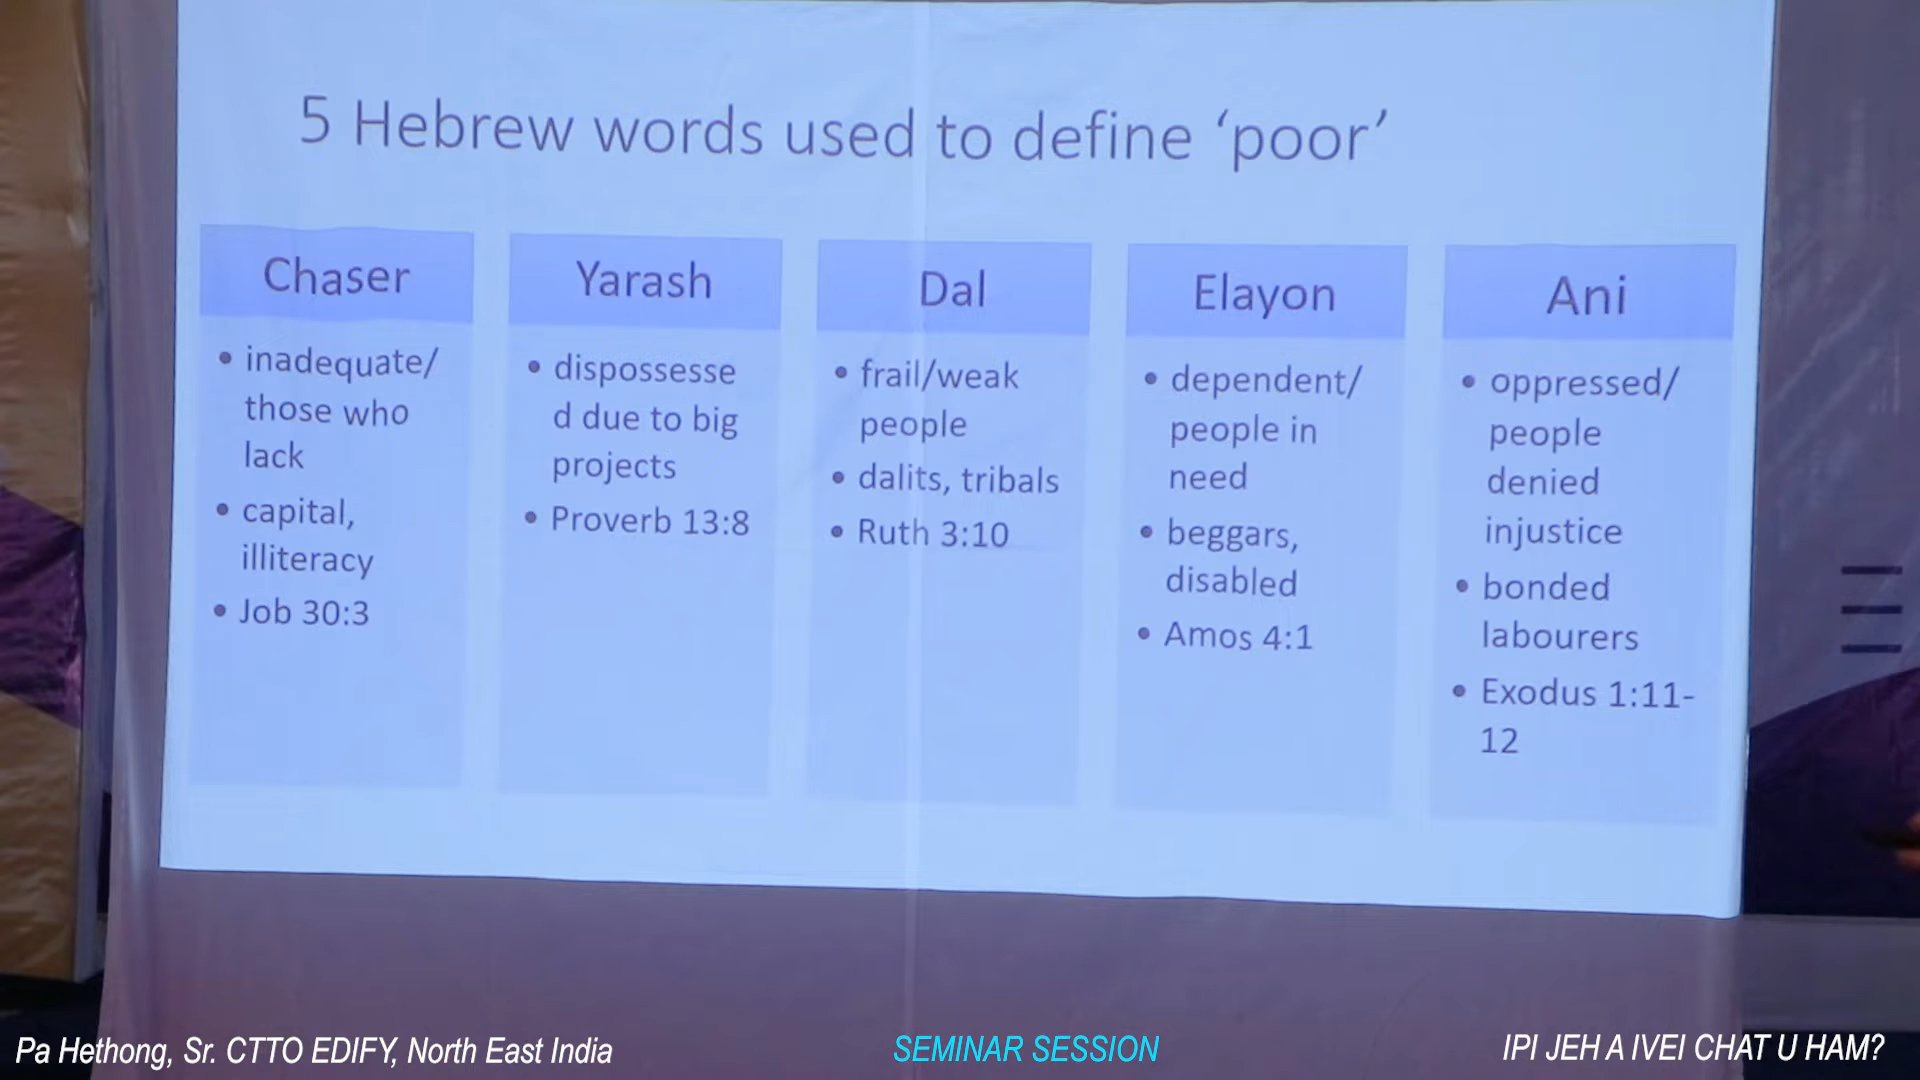 5 Hebrew words used to define ‘poor’
Chaser
• inadequate/
those who
lack
• capital,
illiteracy
• Job 30:3
Yarash
• dispossesse
d due to big
projects
• Proverb 13:8
Dal
• frail/weak
people
• dalits, tribals
• Ruth 3:10
Elayon
• dependent/
people in
need
• beggars,
disabled
• Amos 4:1
Ani
• oppressed/
people
denied
injustice
• bonded
labourers
• Exodus 1:11-
12
Pa Hethong, Sr. CTTO EDIFY, North East India
SEMINAR SESSION
IPI JEH A IVEI CHAT U HAM?